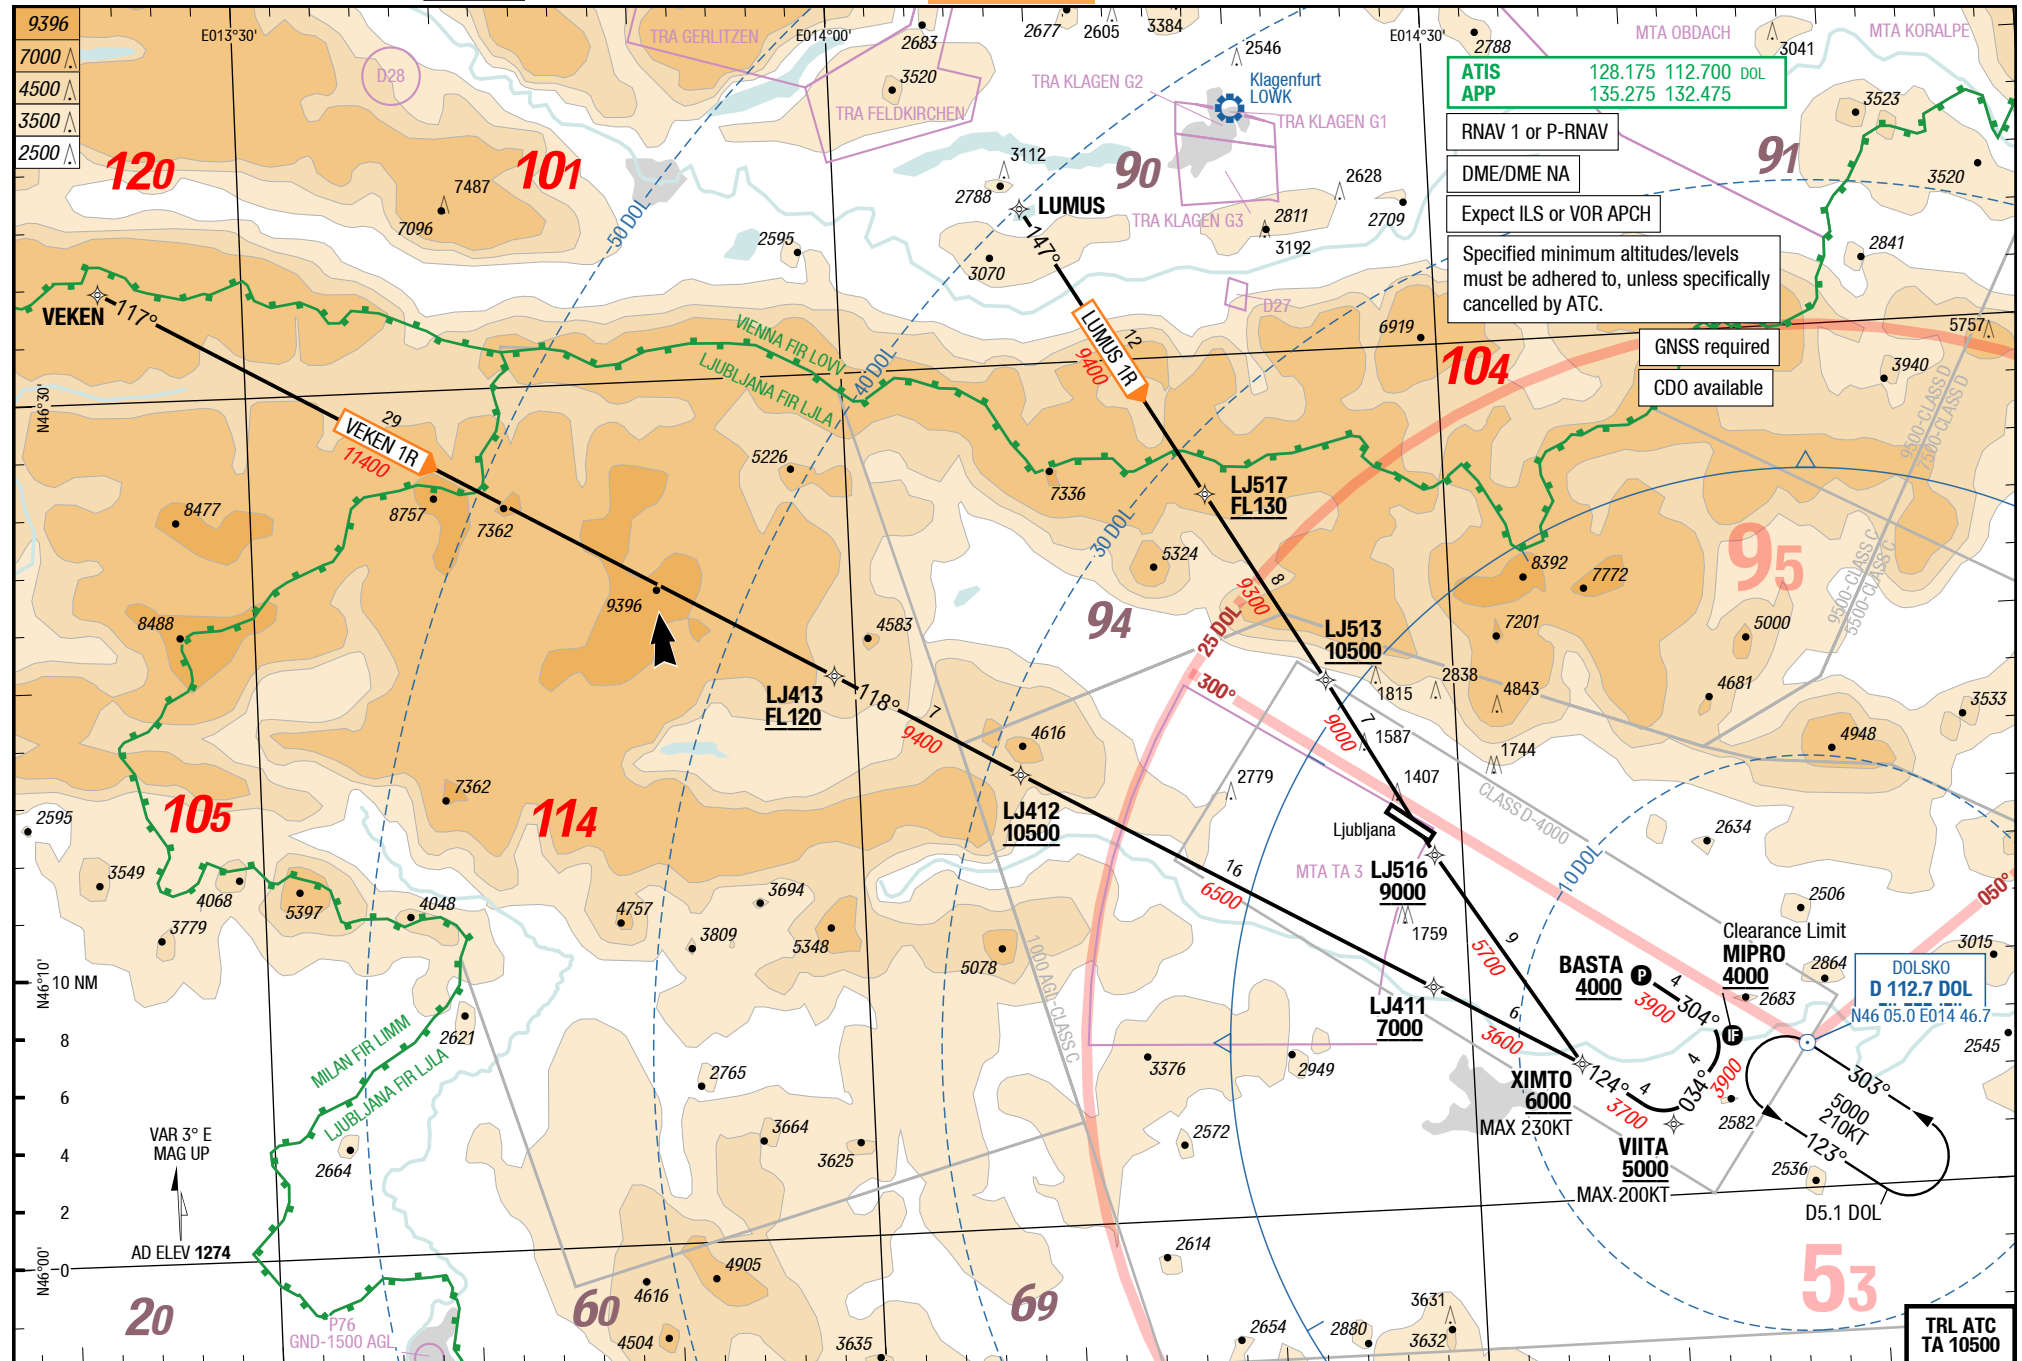 9396
7000
4500
3500
2500
E013°30'
D28
TRA GERLITZEN
E014°00'
2683
3520
TRA FELDKIRCHEN
2677
2605
3384
2546
TRA KLAGEN G2
Klagenfurt
LOWK
TRA KLAGEN G1
TRA KLAGEN G3
E014°30'
2788
MTA OBDACH
3041
MTA KORALPE
ATIS 128.175 112.700 DOL
APP 135.275 132.475
RNAV 1 or P-RNAV
DME/DME NA
Expect ILS or VOR APCH
Specified minimum altitudes/levels
must be adhered to, unless specifically
cancelled by ATC.
GNSS required
CDO available
3523
3520
91
2841
5757
3940
120
101
90
7487
7096
50 DOL
2595
3112
2788
LUMUS
147°
3070
2628
2709
2811
3192
D27
6919
104
VEKEN
117°
VIENNA FIR LOVV
LJUBLJANA FIR LJLA
40 DOL
LUMUS 1R
12
9400
N46°30'
29
VEKEN 1R
11400
8477
8757
7362
5226
7336
LJ517
FL130
30 DOL
5324
9500-CLASS D
7500-CLASS D
9500-CLASS C
5500-CLASS C
95
8392
7772
7201
5000
9396
8488
4583
94
25 DOL
8
9300
LJ513
10500
300°
1815
2838
4843
4681
3533
4948
LJ413
FL120
118°
7
9400
4616
LJ412
10500
7
9000
1587
1744
1407
2779
CLASS D-4000
Ljubljana
2634
7362
105
114
2595
3549
4068
5397
3779
4048
4757
3694
3809
5348
5078
16
6500
MTA TA 3
LJ516
9000
1759
9
5700
10 DOL
2506
050°
3015
Clearance Limit
MIPRO
4000
2864
2683
BASTA
4000
P
4
304°
3900
IF
DOLSKO
D 112.7 DOL
N46 05.0 E014 46.7
2545
N46°10'
10 NM
8
6
4
2
0
1000 AGL-CLASS C
LJ411
7000
6
3600
XIMTO
6000
MAX 230KT
124°
4
3700
034°
4
3900
VIITA
5000
MAX 200KT
2582
303°
5000
210KT
123°
2536
D5.1 DOL
MILAN FIR LIMM
LJUBLJANA FIR LJLA
2621
2664
2765
3664
3625
3376
2949
2572
VAR 3° E
MAG UP
AD ELEV 1274
N46°00'
20
P76
GND-1500 AGL
60
4616
4905
4504
3635
69
2614
2654
2880
3631
3632
53
TRL ATC
TA 10500